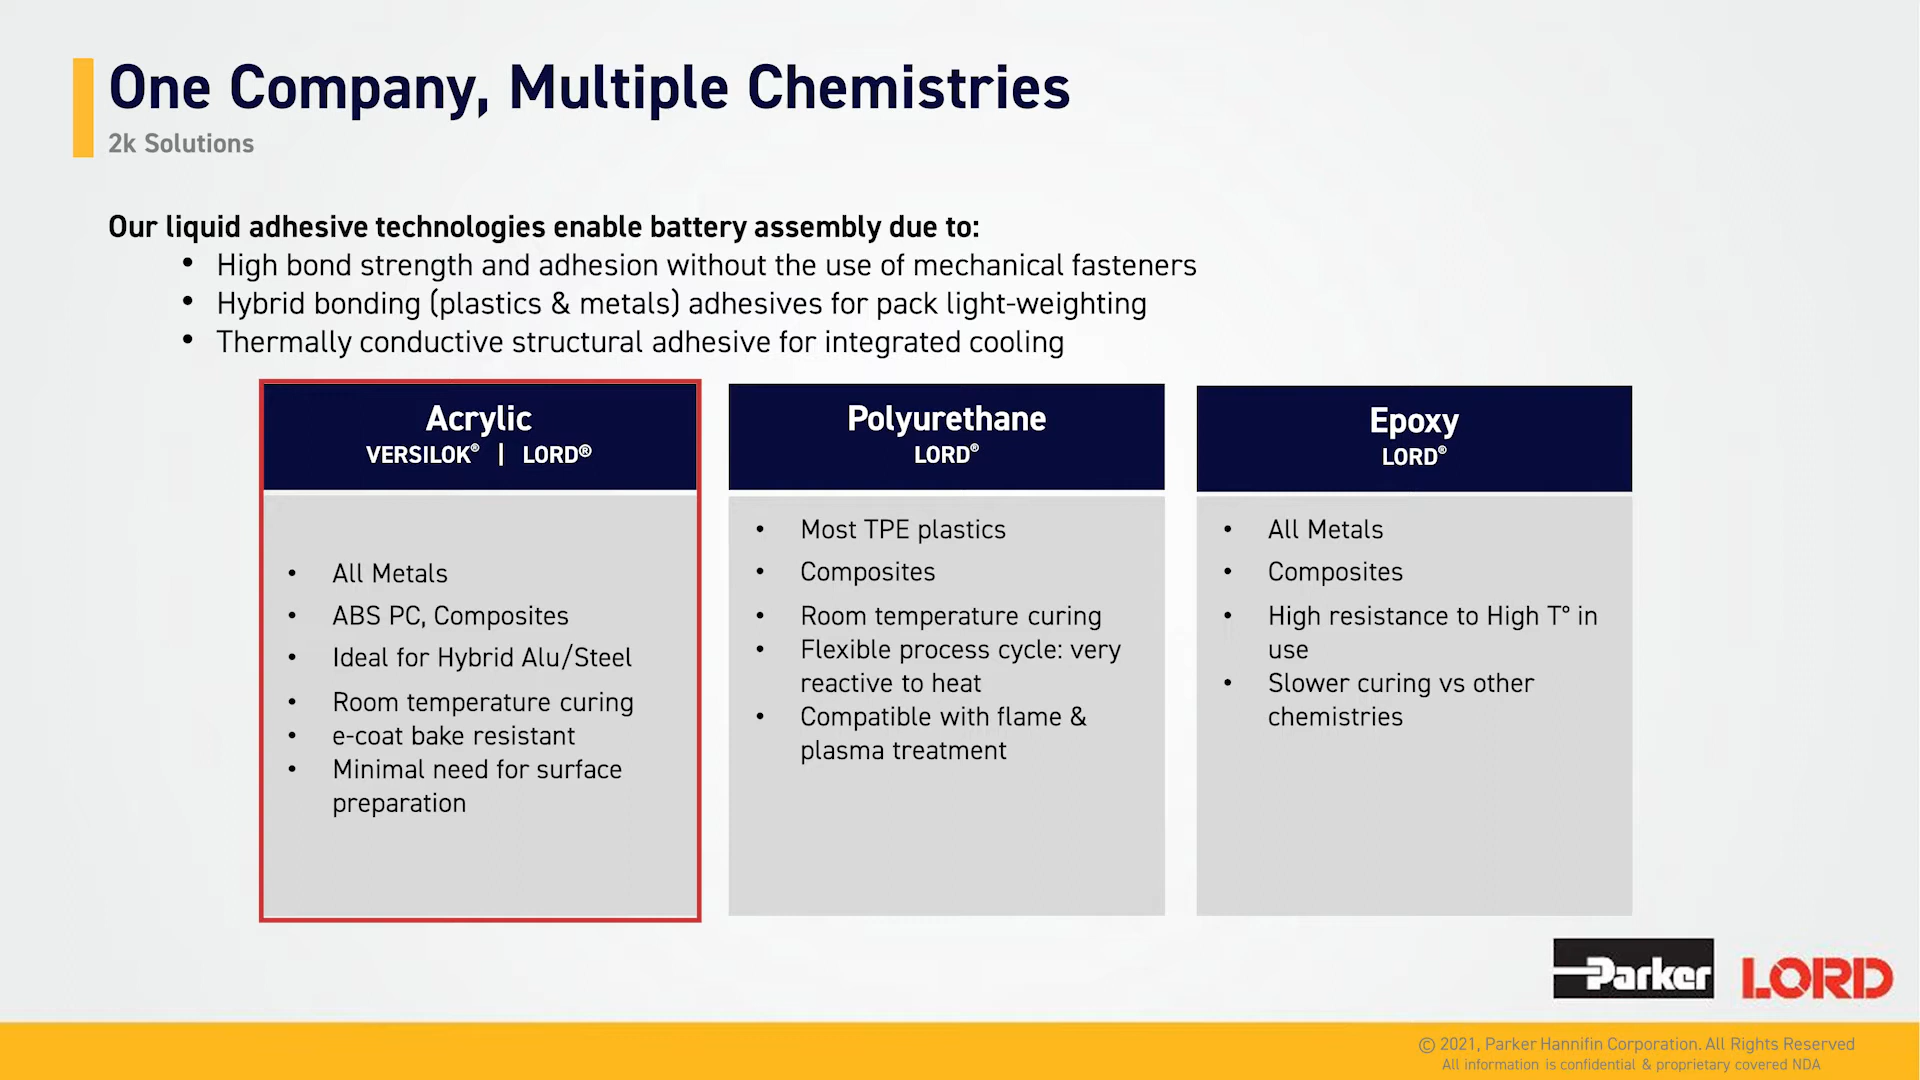 One Company, Multiple Chemistries
2k Solutions
Our liquid adhesive technologies enable battery assembly due to:
• High bond strength and adhesion without the use of mechanical fasteners
• Hybrid bonding (plastics & metals) adhesives for pack light-weighting
• Thermally conductive structural adhesive for integrated cooling
Acrylic
VERSILOK® | LORD®
• All Metals
• ABS PC, Composites
• Ideal for Hybrid Alu/Steel
• Room temperature curing
• e-coat bake resistant
• Minimal need for surface
preparation
Polyurethane
LORD®
• Most TPE plastics
• Composites
• Room temperature curing
• Flexible process cycle: very
reactive to heat
• Compatible with flame &
plasma treatment
Epoxy
LORD®
• All Metals
• Composites
• High resistance to High T° in
use
• Slower curing vs other
chemistries
Parker LORD
© 2021, Parker Hannifin Corporation. All Rights Reserved
All information is confidential & proprietary covered NDA